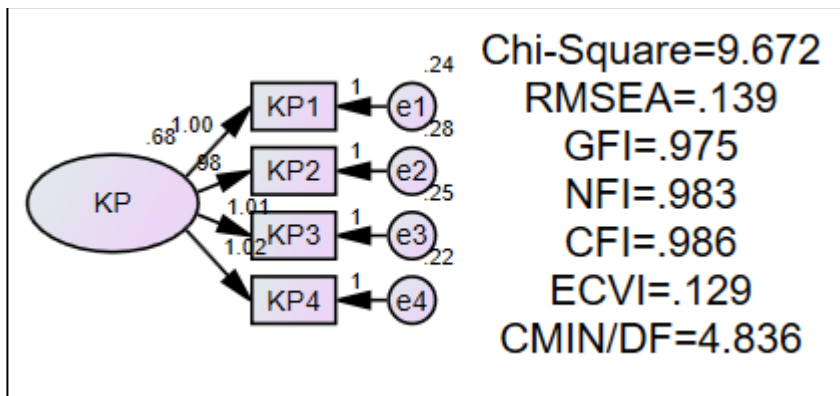 .24
Chi-Square=9.672
1
KP1
e1
.68
1.00
.28
RMSEA=.139
1
KP2
e2
.98
.25
GFI=.975
KP
1.01
1
KP3
e3
NFI=.983
1.02
.22
CFI=.986
1
KP4
e4
ECVI=.129
CMIN/DF=4.836